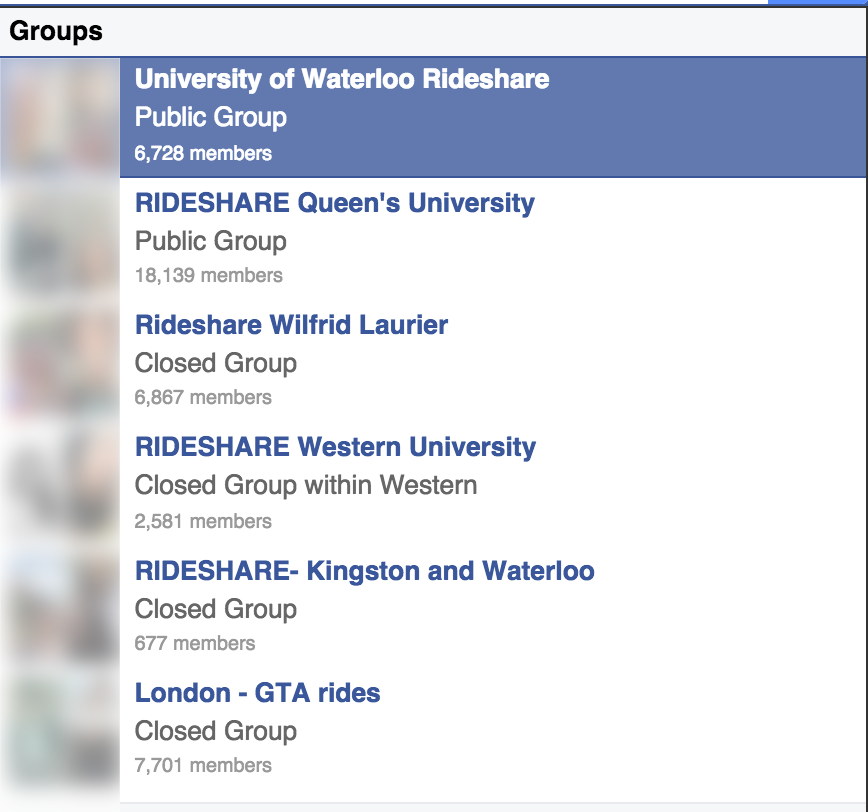 Groups
University of Waterloo Rideshare
Public Group
6,728 members
RIDESHARE Queen's University
Public Group
18,139 members
Rideshare Wilfrid Laurier
Closed Group
6,867 members
RIDESHARE Western University
Closed Group within Western
2,581 members
RIDESHARE- Kingston and Waterloo
Closed Group
677 members
London - GTA rides
Closed Group
7,701 members